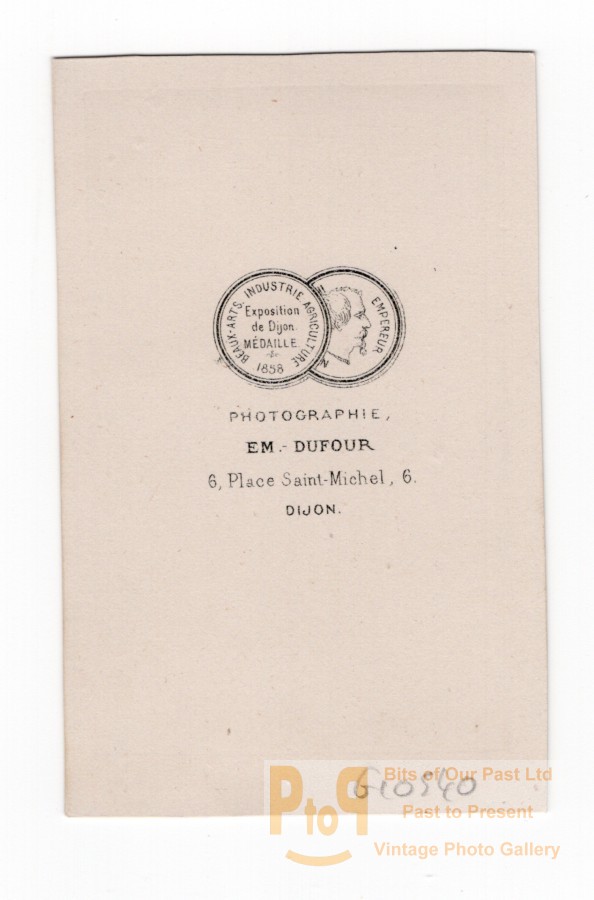 BEAUX-ARTS. INDUSTRIE. AGRICULTURE
Exposition
de Dijon.
MÉDAILLE
1858
EMPEREUR
PHOTOGRAPHIE,
EM.- DUFOUR
6, Place Saint-Michel, 6.
DIJON.
G10540
PtoP
Bits of Our Past Ltd
Past to Present
Vintage Photo Gallery